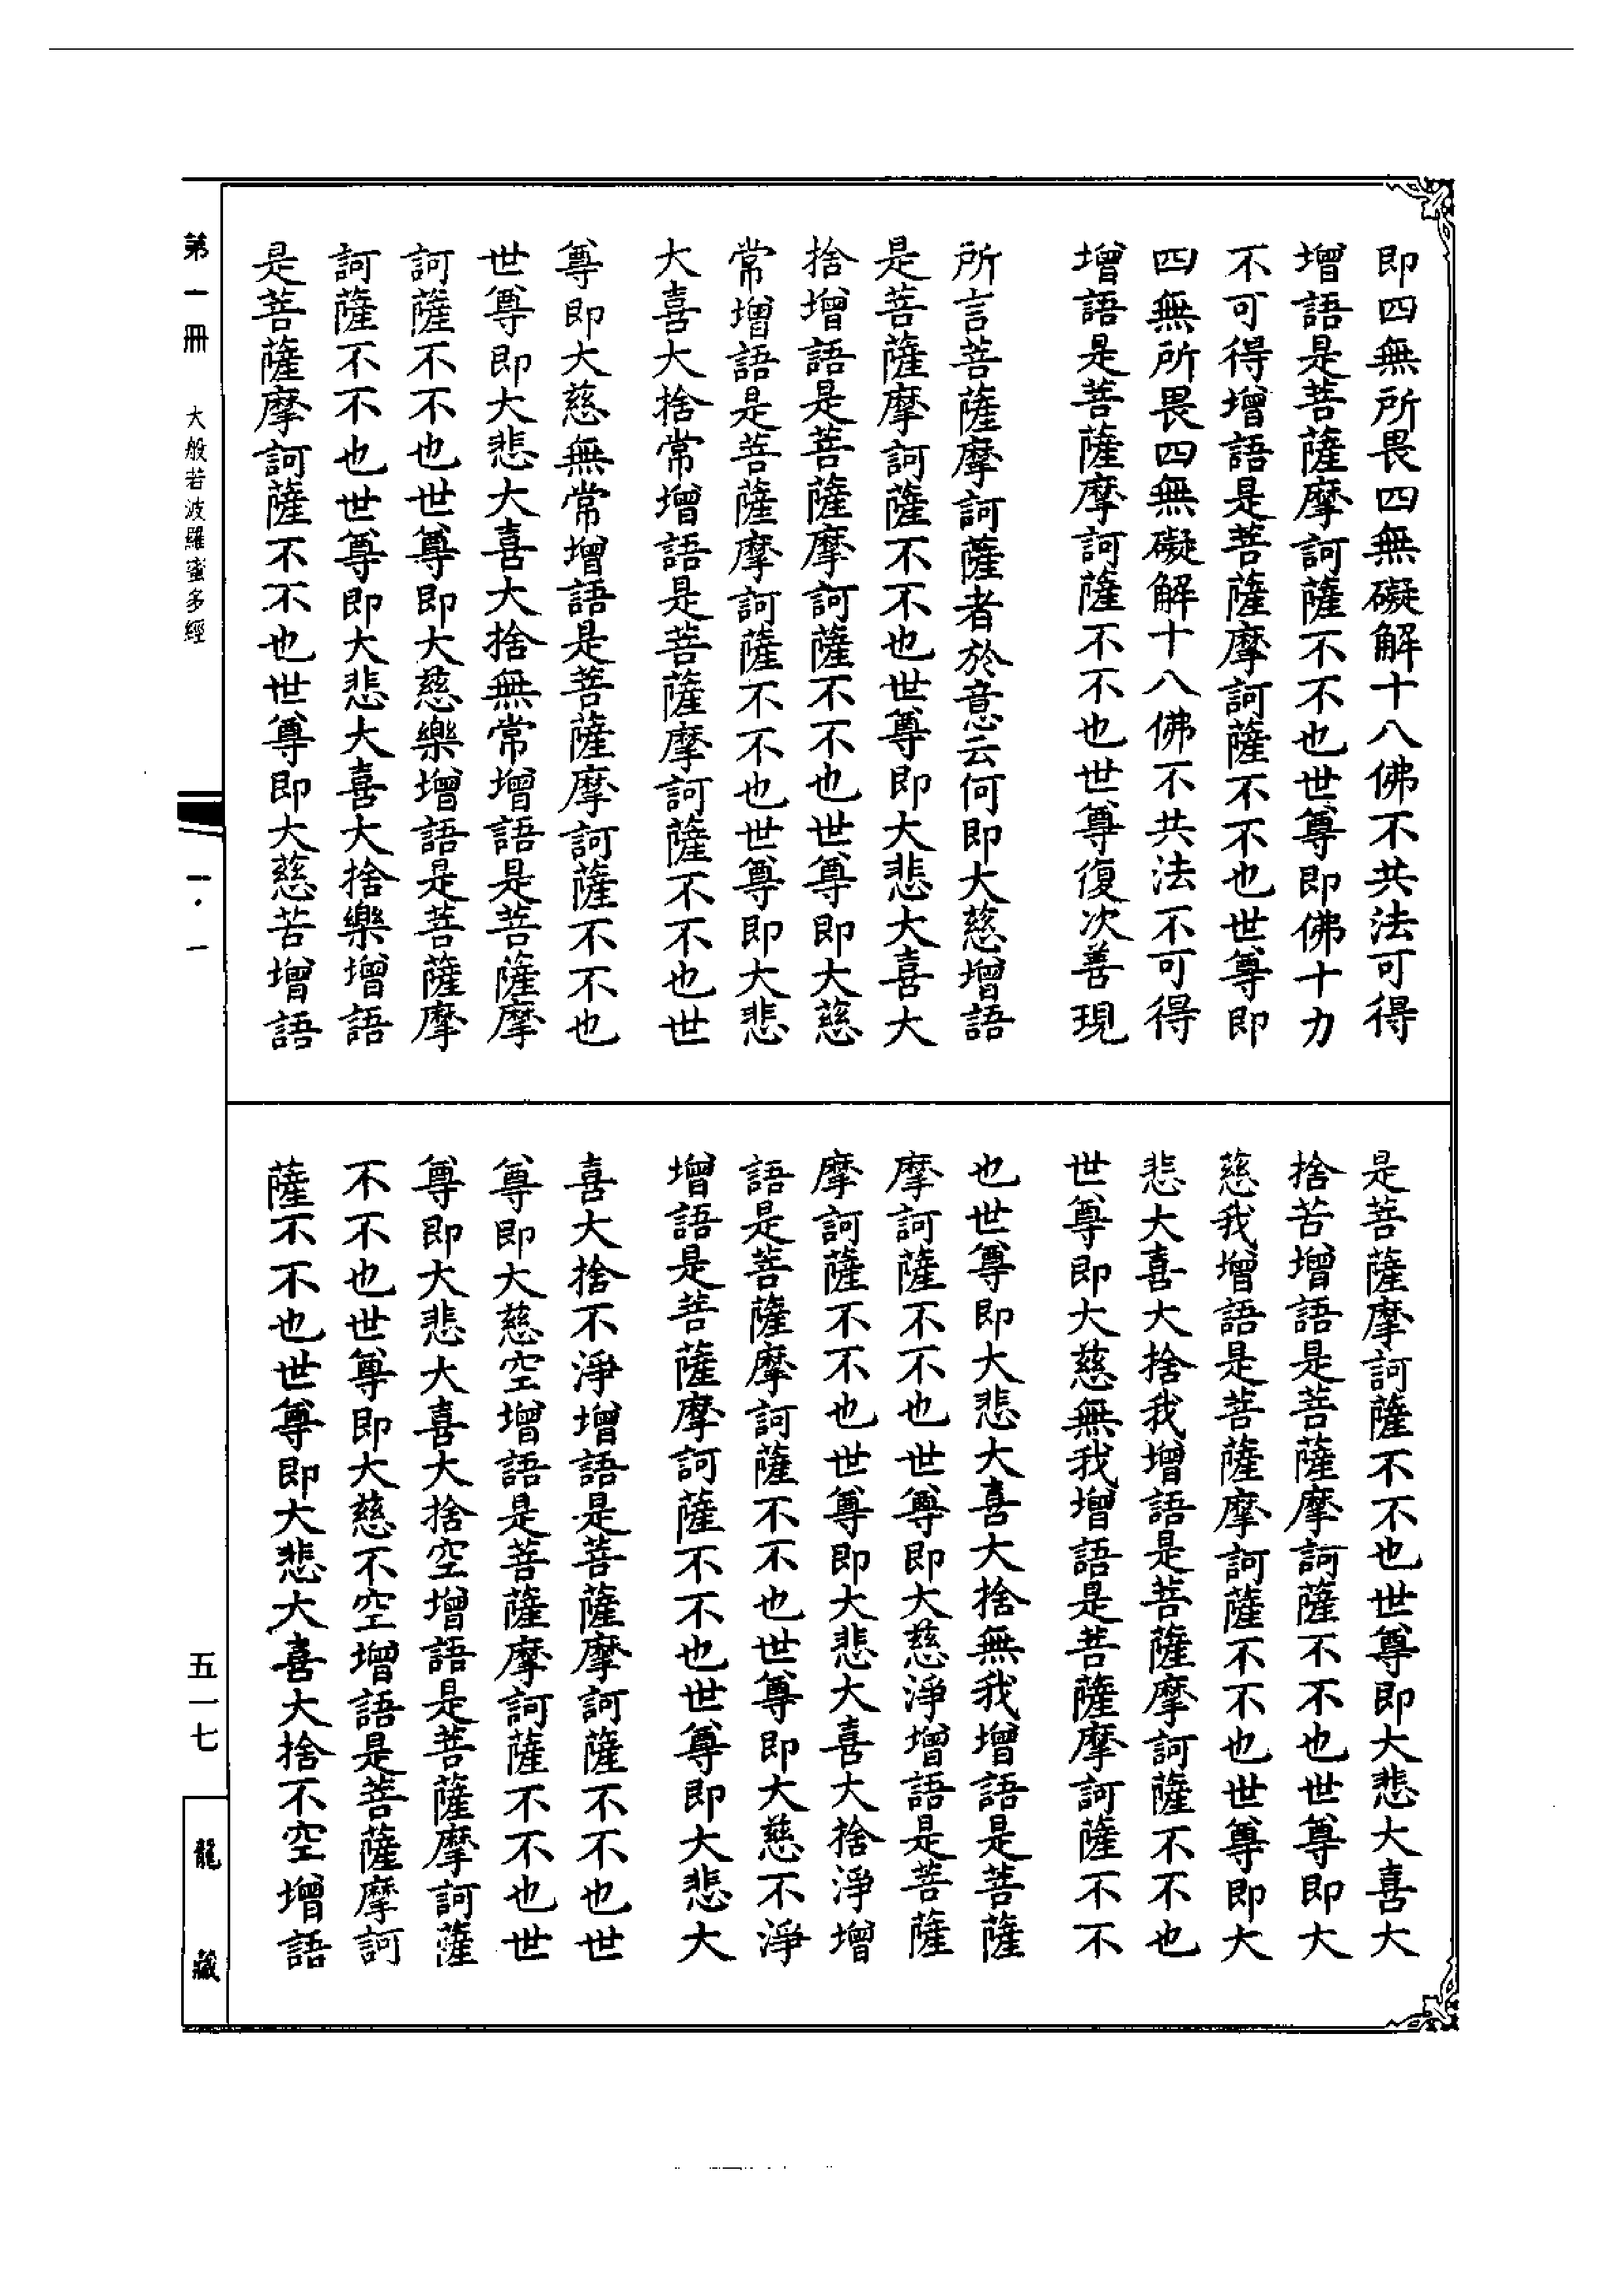 即四無所畏四無礙解十八佛不共法可得
增語是菩薩摩訶薩不不也世尊即佛十力
不可得增語是菩薩摩訶薩不不也世尊即
四無所畏四無礙解十八佛不共法不可得
增語是菩薩摩訶薩不不也世尊復次善現
所言菩薩摩訶薩者於意云何即大慈增語
是菩薩摩訶薩不不也世尊即大悲大喜大
捨增語是菩薩摩訶薩不不也世尊即大慈
常增語是菩薩摩訶薩不不也世尊即大悲
大喜大捨常增語是菩薩摩訶薩不不也世
尊即大慈無常增語是菩薩摩訶薩不不也
世尊即大悲大喜大捨無常增語是菩薩摩
訶薩不不也世尊即大慈樂增語是菩薩摩
訶薩不不也世尊即大悲大喜大捨樂增語
是菩薩摩訶薩不不也世尊即大慈苦增語
是菩薩摩訶薩不不也世尊即大悲大喜大
捨苦增語是菩薩摩訶薩不不也世尊即大
慈我增語是菩薩摩訶薩不不也世尊即大
悲大喜大捨我增語是菩薩摩訶薩不不也
世尊即大慈無我增語是菩薩摩訶薩不不
也世尊即大悲大喜大捨無我增語是菩薩
摩訶薩不不也世尊即大慈淨增語是菩薩
摩訶薩不不也世尊即大悲大喜大捨淨增
語是菩薩摩訶薩不不也世尊即大慈不淨
增語是菩薩摩訶薩不不也世尊即大悲大
喜大捨不淨增語是菩薩摩訶薩不不也世
尊即大慈空增語是菩薩摩訶薩不不也世
尊即大悲大喜大捨空增語是菩薩摩訶薩
不不也世尊即大慈不空增語是菩薩摩訶
薩不不也世尊即大悲大喜大捨不空增語
第一冊 大般若波羅蜜多經 一·一 五一七 龍藏